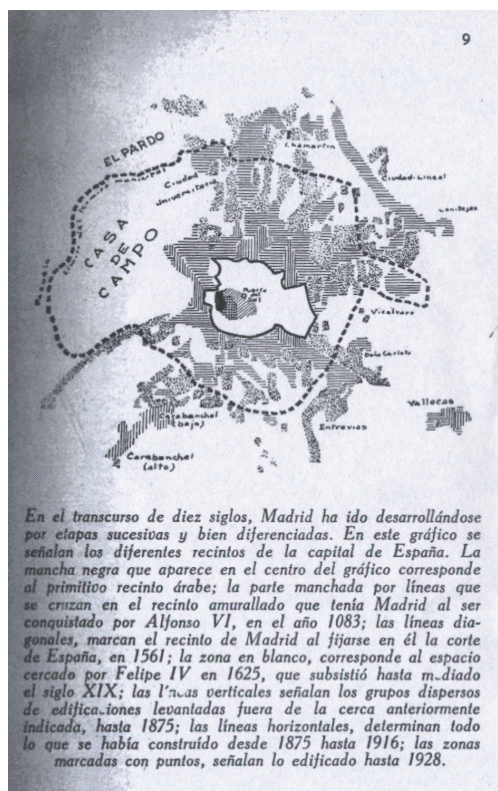 9
EL PARDO
Chamartin
Ciudad Lineal
Ciudad
Universitaria
Canillejas
CASA
DE
CAMPO
Puerta
Sol
Vicalvaro
Doña Carlota
Vallecas
Carabanchel
(bajo)
Entrevias
Carabanchel
(alto)
En el transcurso de diez siglos, Madrid ha ido desarrollándose
por etapas sucesivas y bien diferenciadas. En este gráfico se
señalan los diferentes recintos de la capital de España. La
mancha negra que aparece en el centro del gráfico corresponde
al primitivo recinto árabe; la parte manchada por líneas que
se cruzan en el recinto amurallado que tenía Madrid al ser
conquistado por Alfonso VI, en el año 1083; las líneas dia-
gonales, marcan el recinto de Madrid al fijarse en él la corte
de España, en 1561; la zona en blanco, corresponde al espacio
cercado por Felipe IV en 1625, que subsistió hasta mediado
el siglo XIX; las líneas verticales señalan los grupos dispersos
de edificaciones levantadas fuera de la cerca anteriormente
indicada, hasta 1875; las líneas horizontales, determinan todo
lo que se había construído desde 1875 hasta 1916; las zonas
marcadas con puntos, señalan lo edificado hasta 1928.